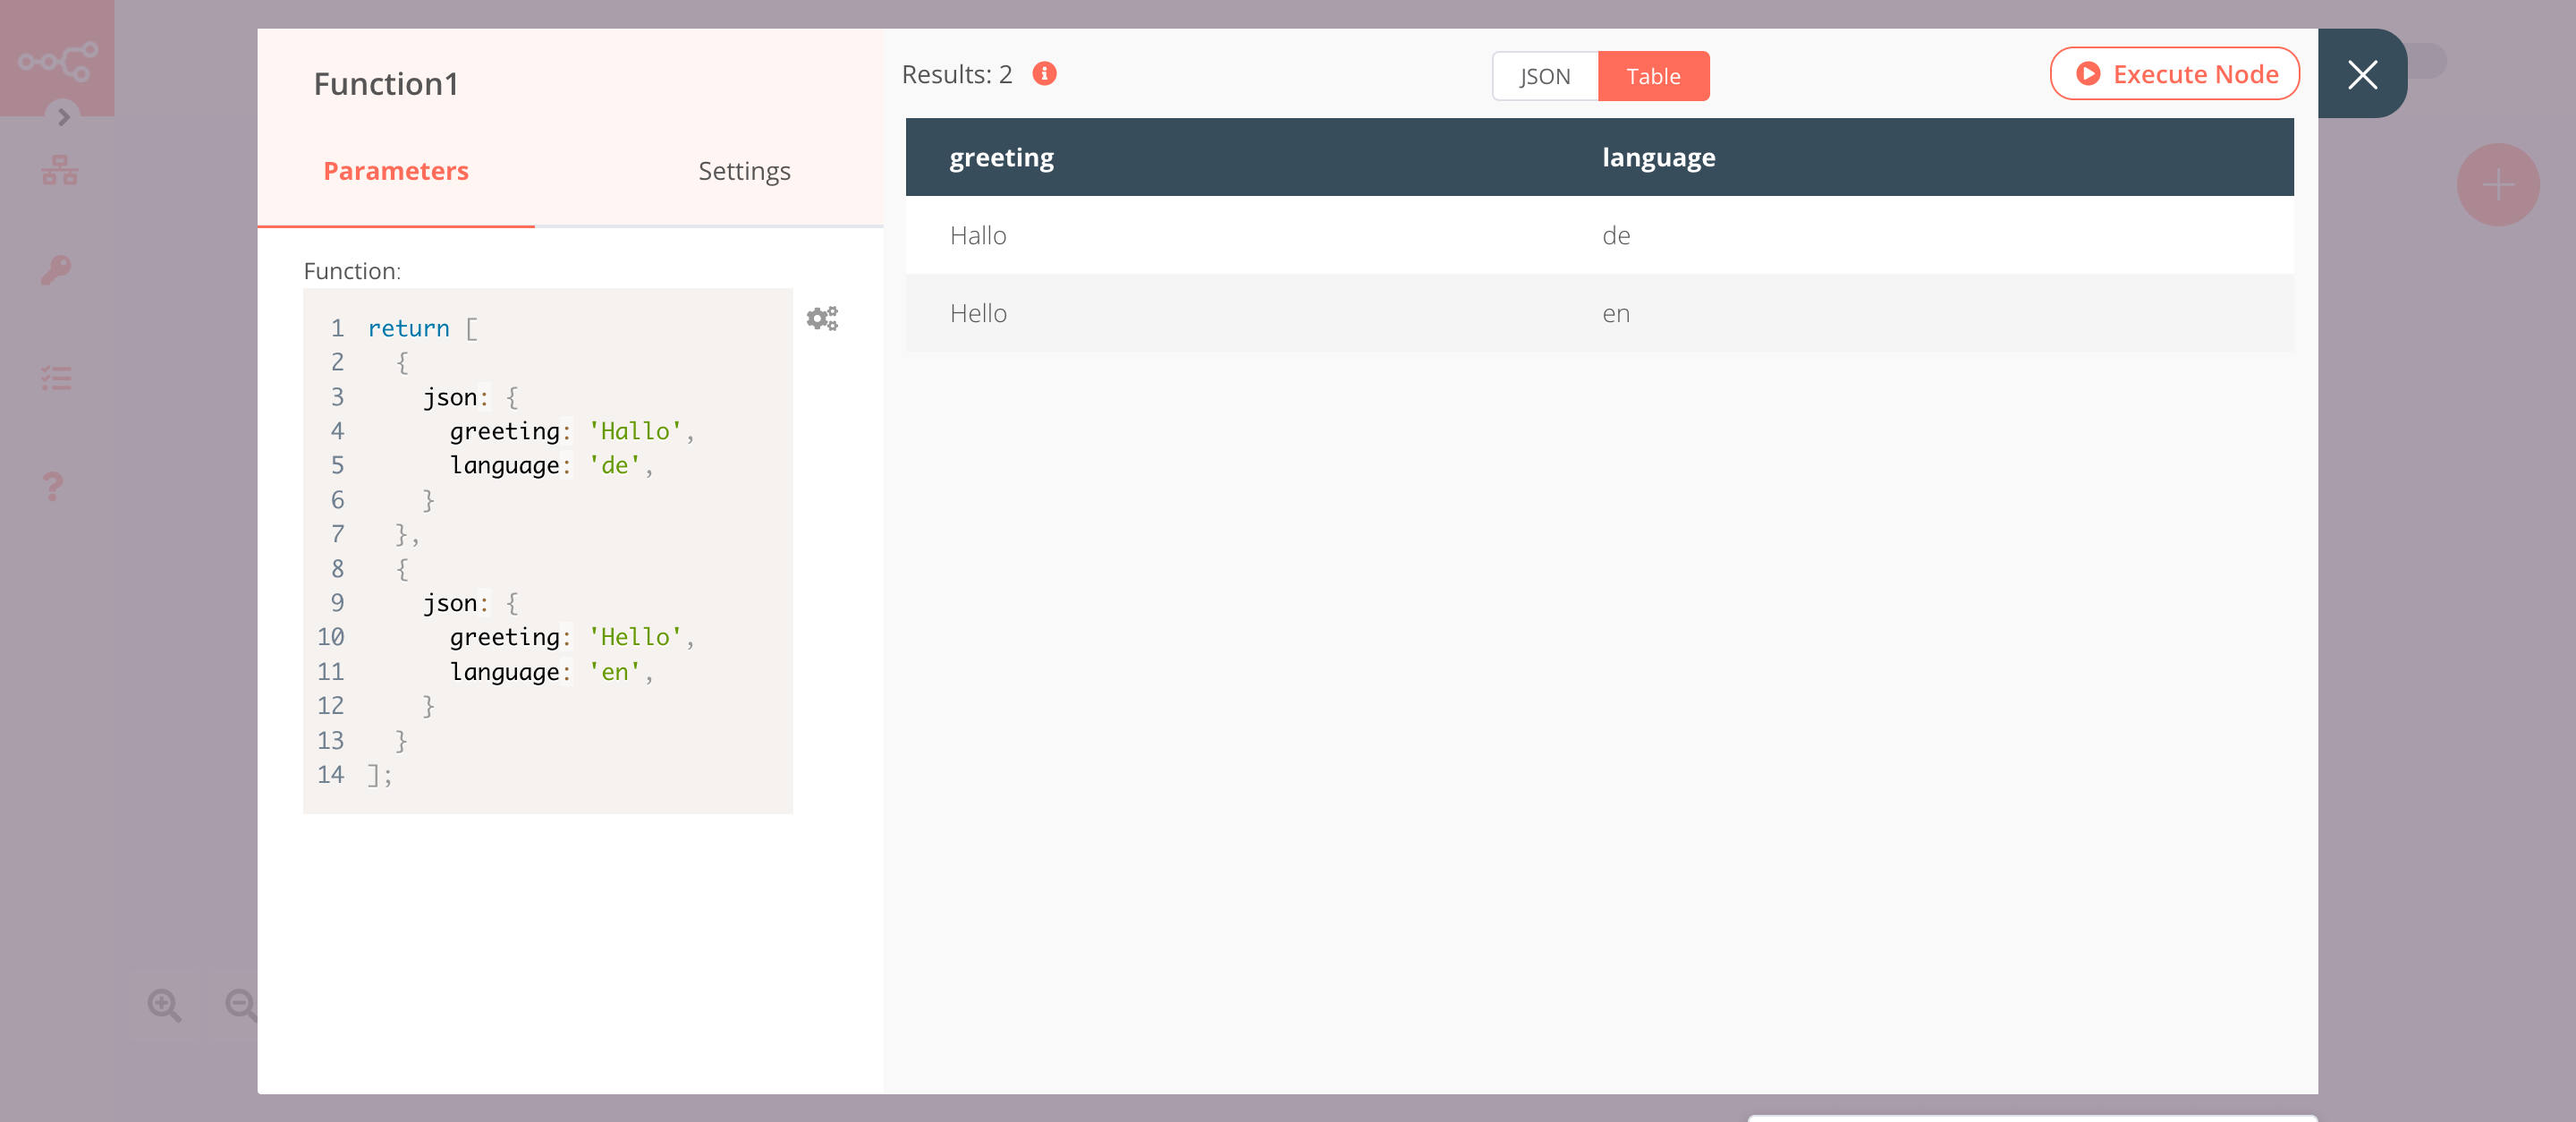 Function1
Parameters Settings
Function:
1 return [
2 {
3 json: {
4 greeting: 'Hallo',
5 language: 'de',
6 }
7 },
8 {
9 json: {
10 greeting: 'Hello',
11 language: 'en',
12 }
13 }
14 ];
Results: 2
JSON Table
Execute Node
greeting language
Hallo de
Hello en